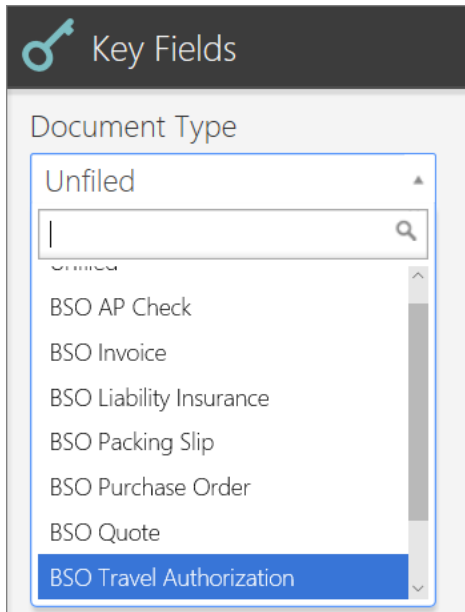 Key Fields
Document Type
Unfiled
Unfiled
BSO AP Check
BSO Invoice
BSO Liability Insurance
BSO Packing Slip
BSO Purchase Order
BSO Quote
BSO Travel Authorization